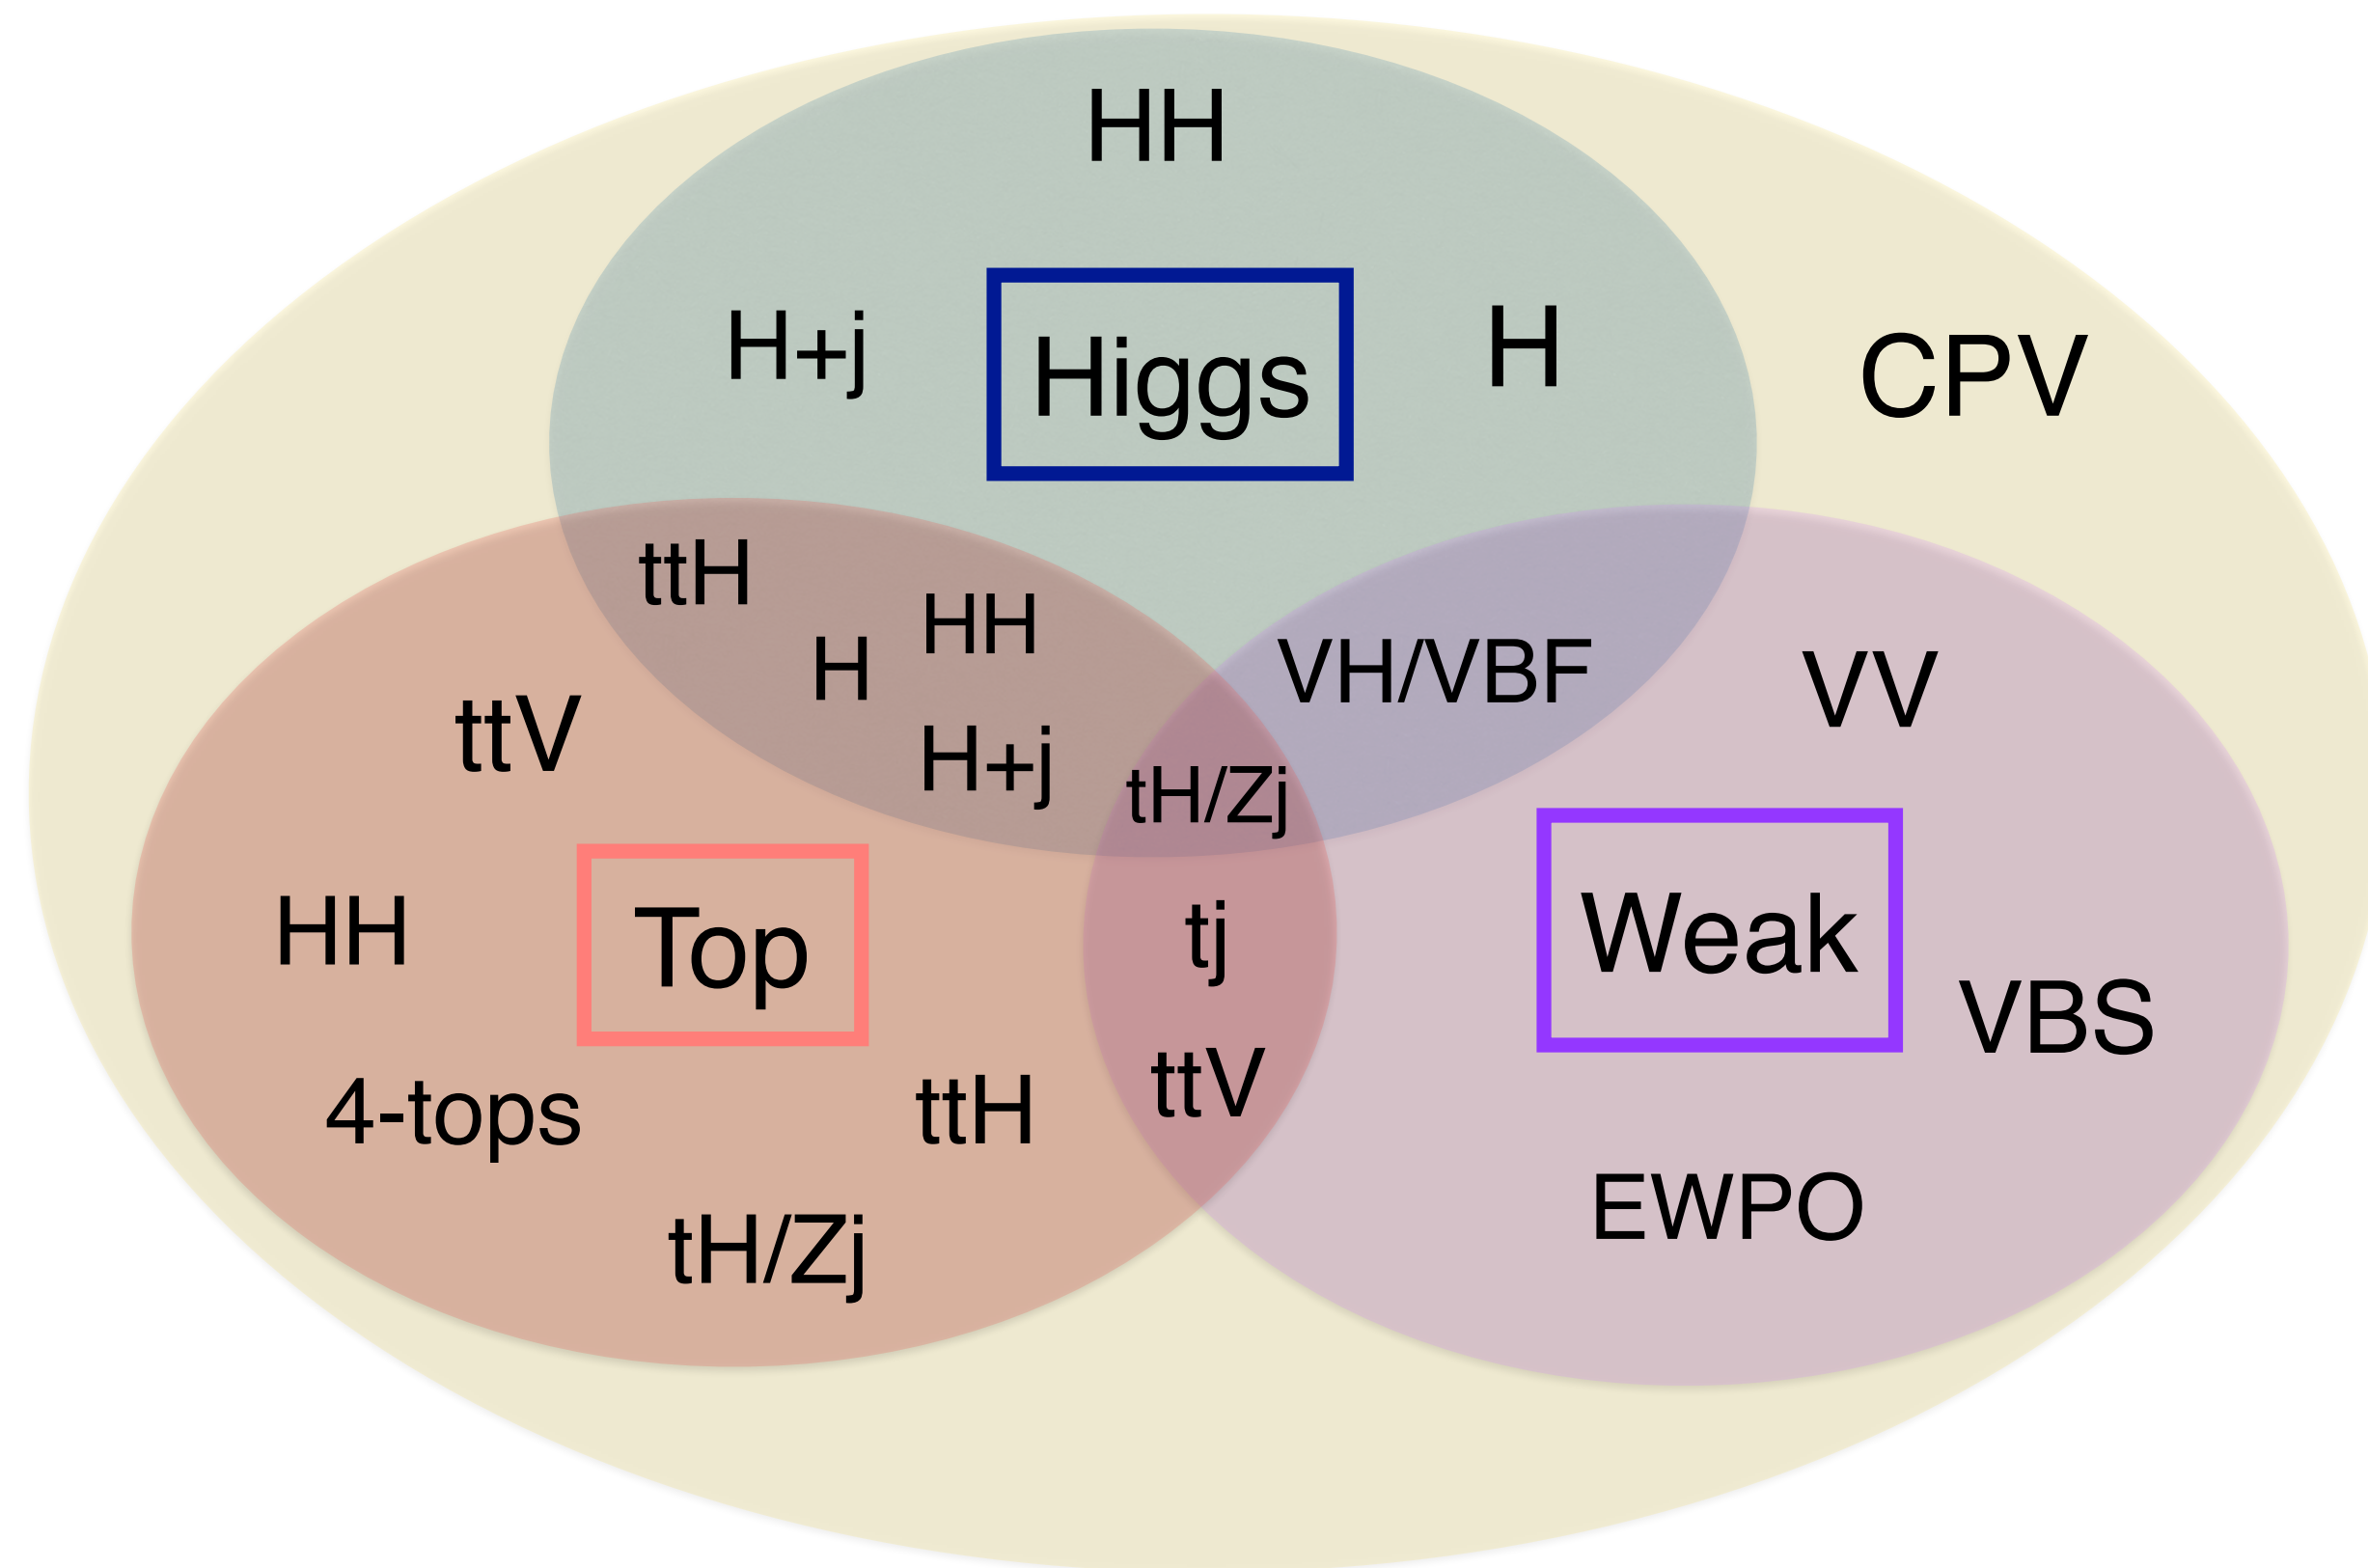 HH
H+j
Higgs
H
CPV
ttH
HH
H
VH/VBF
VV
ttV
H+j
tH/Zj
HH
Top
tj
Weak
VBS
4-tops
ttH
ttV
EWPO
tH/Zj